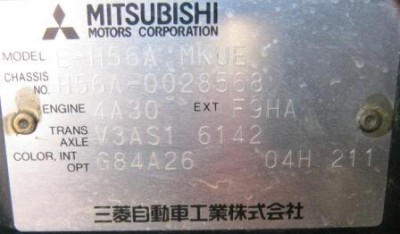 MITSUBISHI
MOTORS CORPORATION
MODEL E-H56A MKUE
CHASSIS NO. H56A-0028568
ENGINE 4A30 EXT F9HA
TRANS AXLE V3AS1 6142
COLOR, INT OPT G84A26 04H 211
三菱自動車工業株式会社